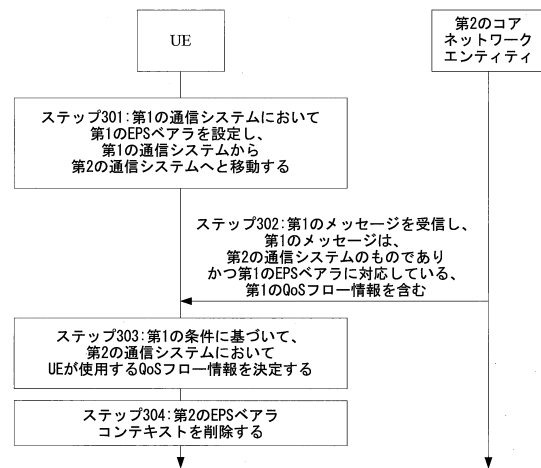 UE
第2のコア
ネットワーク
エンティティ
ステップ301:第1の通信システムにおいて
第1のEPSベアラを設定し、
第1の通信システムから
第2の通信システムへと移動する
ステップ302:第1のメッセージを受信し、
第1のメッセージは、
第2の通信システムのものであり
かつ第1のEPSベアラに対応している、
第1のQoSフロー情報を含む
ステップ303:第1の条件に基づいて、
第2の通信システムにおいて
UEが使用するQoSフロー情報を決定する
ステップ304:第2のEPSベアラ
コンテキストを削除する